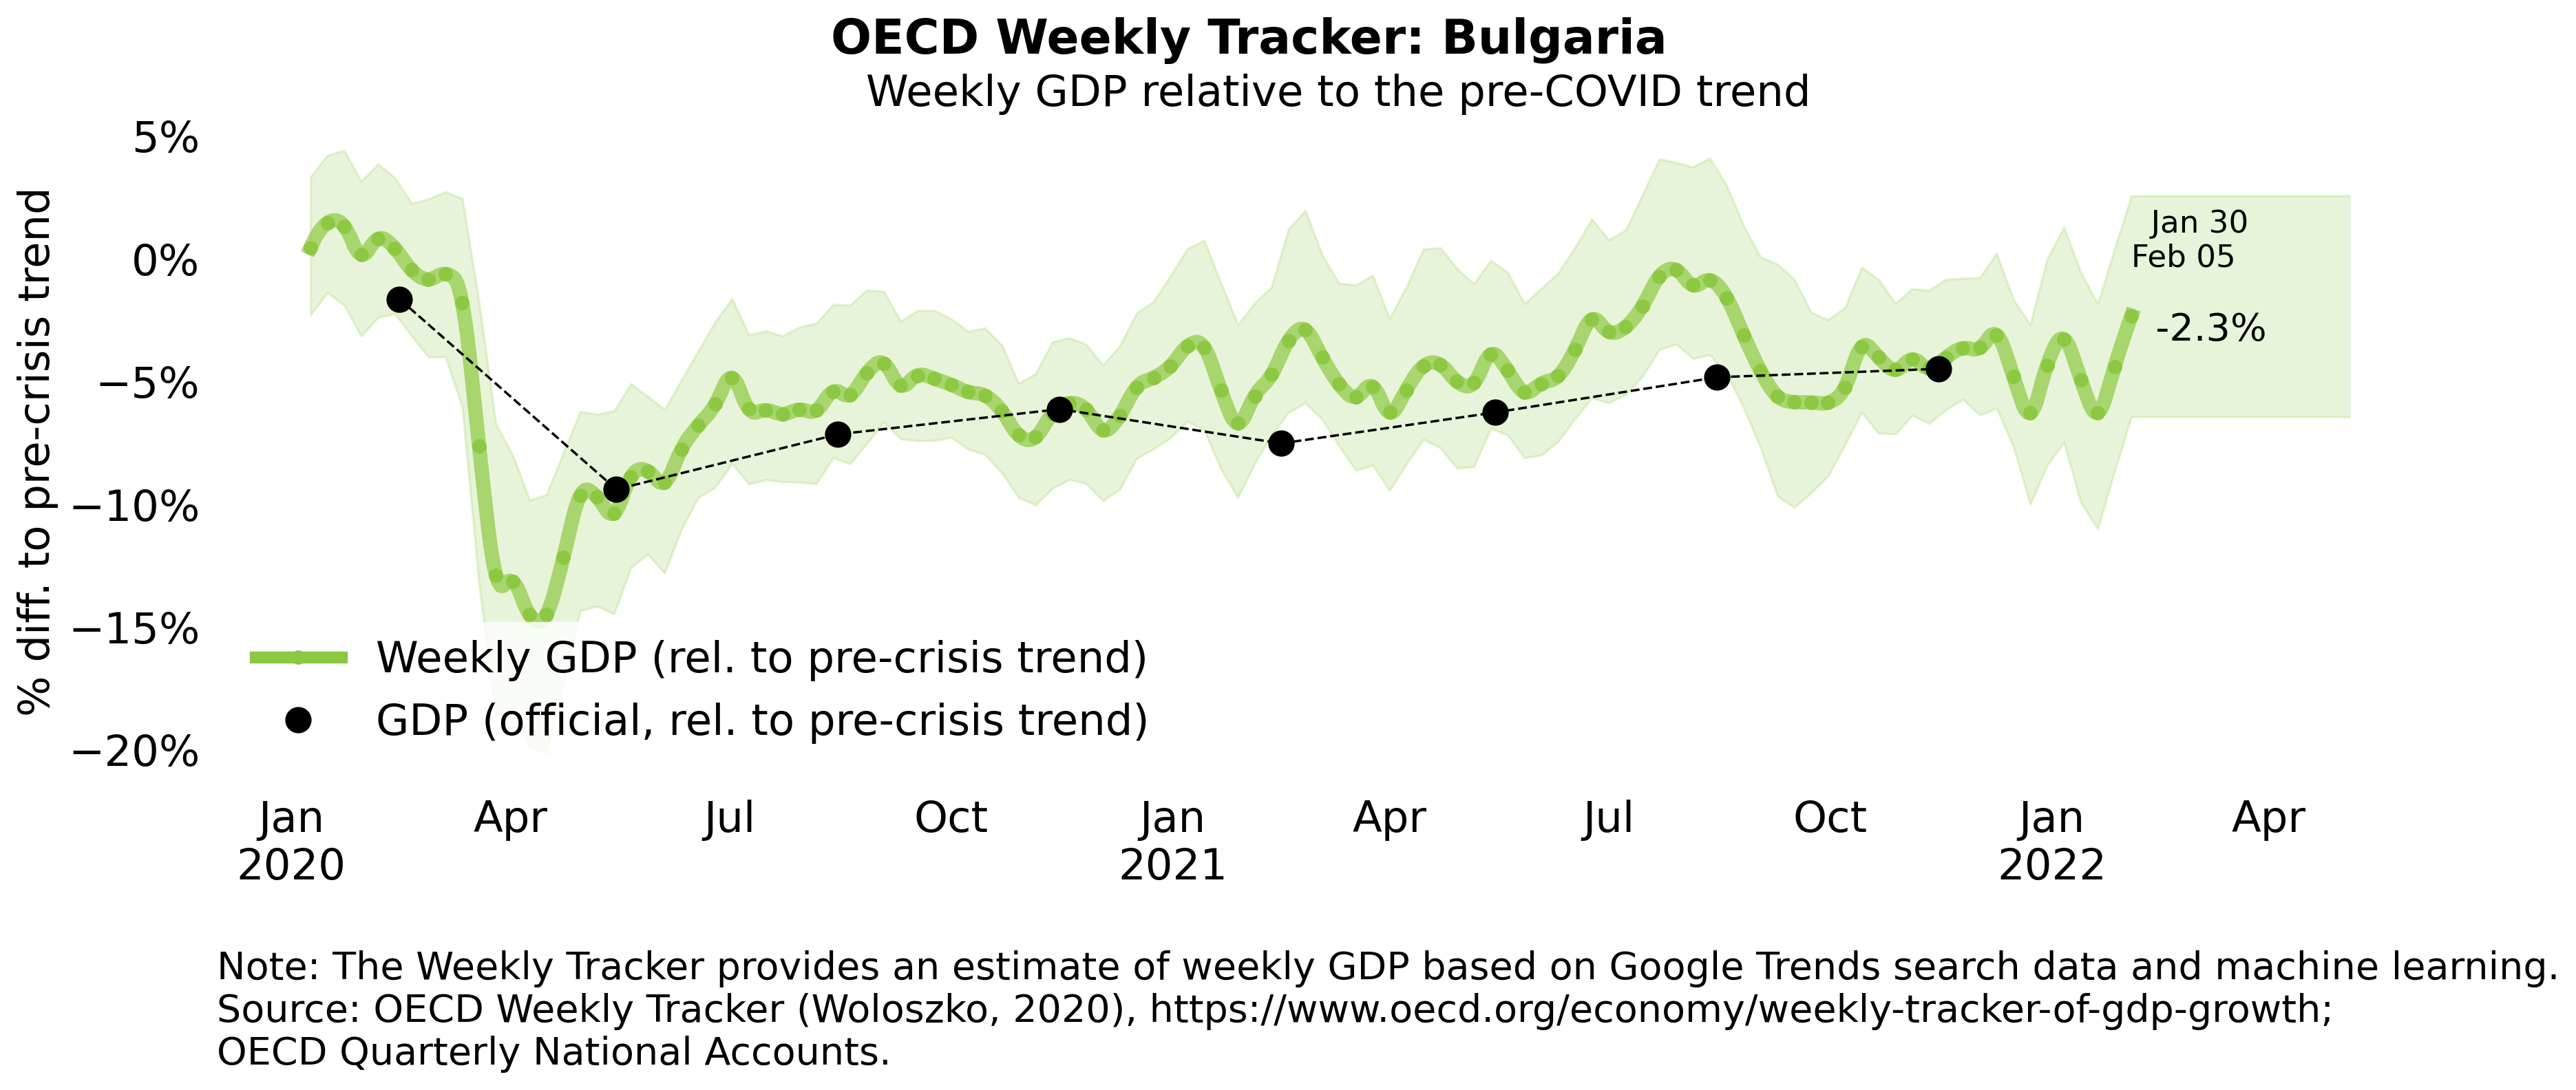 OECD Weekly Tracker: Bulgaria
Weekly GDP relative to the pre-COVID trend
% diff. to pre-crisis trend
5%
0%
−5%
−10%
−15%
−20%
Jan 30
Feb 05
-2.3%
Weekly GDP (rel. to pre-crisis trend)
GDP (official, rel. to pre-crisis trend)
Jan Apr Jul Oct Jan Apr Jul Oct Jan Apr
2020 2021 2022
Note: The Weekly Tracker provides an estimate of weekly GDP based on Google Trends search data and machine learning.
Source: OECD Weekly Tracker (Woloszko, 2020), https://www.oecd.org/economy/weekly-tracker-of-gdp-growth;
OECD Quarterly National Accounts.